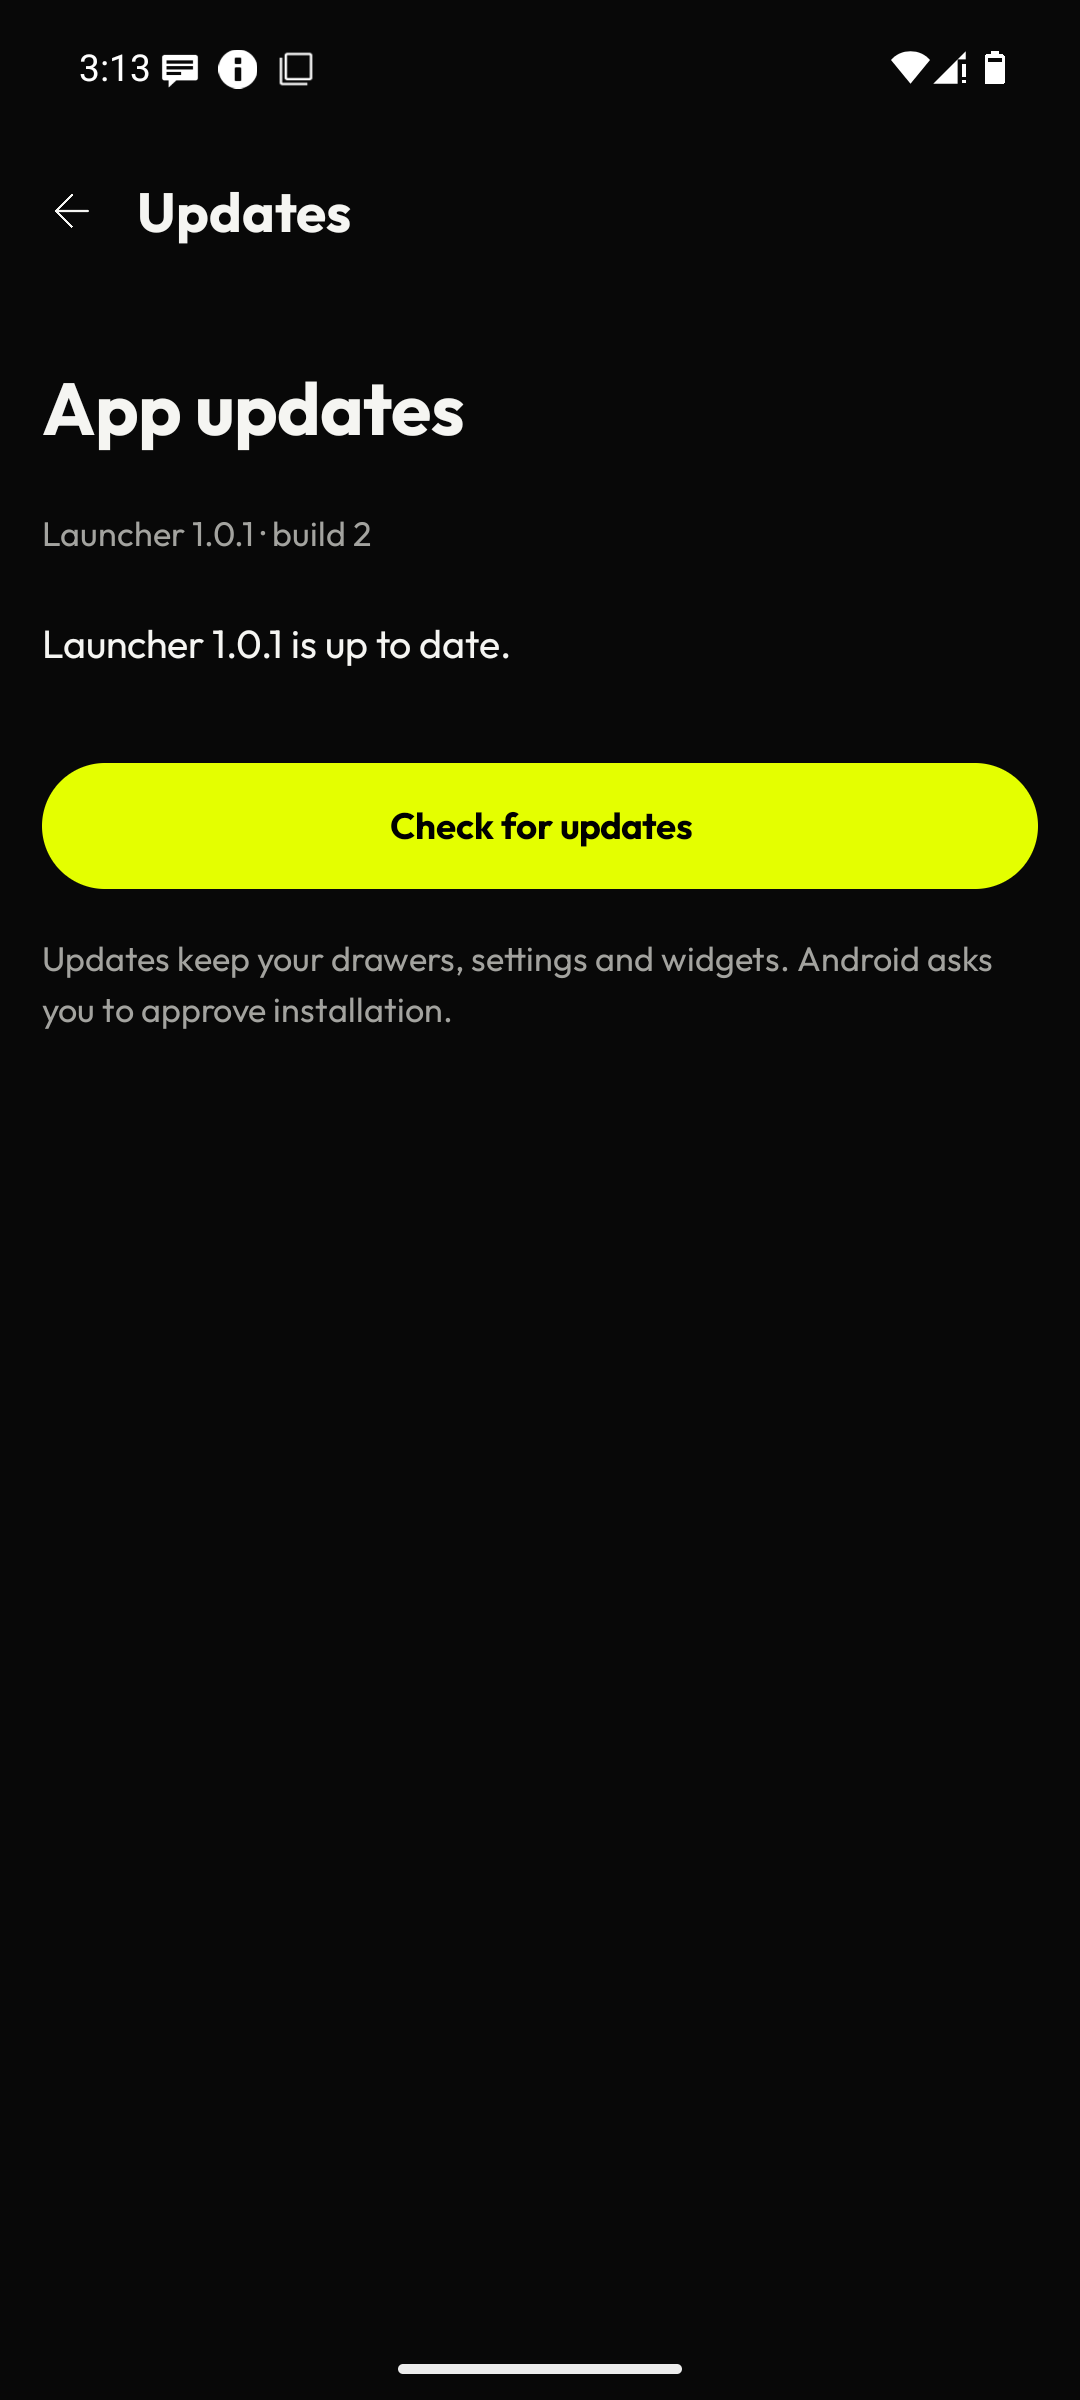 3:13
Updates
App updates
Launcher 1.0.1 · build 2
Launcher 1.0.1 is up to date.
Check for updates
Updates keep your drawers, settings and widgets. Android asks
you to approve installation.